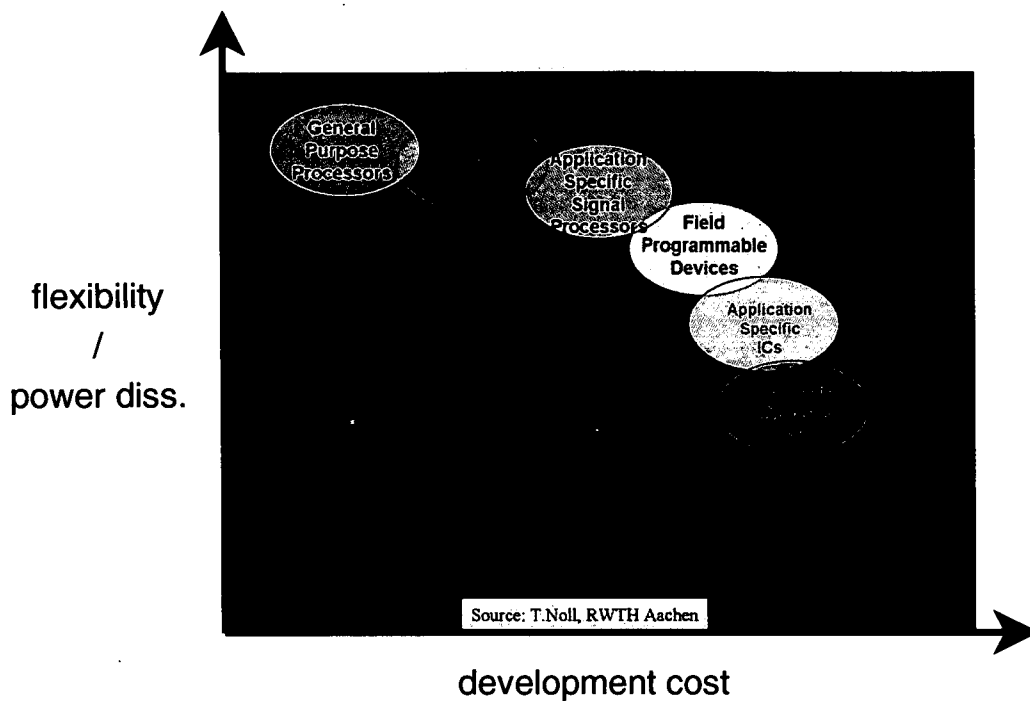 General
Purpose
Processors
Application
Specific
Signal
Processors
Field
Programmable
Devices
Application
Specific
ICs
flexibility
/
power diss.
Source: T.Noll, RWTH Aachen
development cost